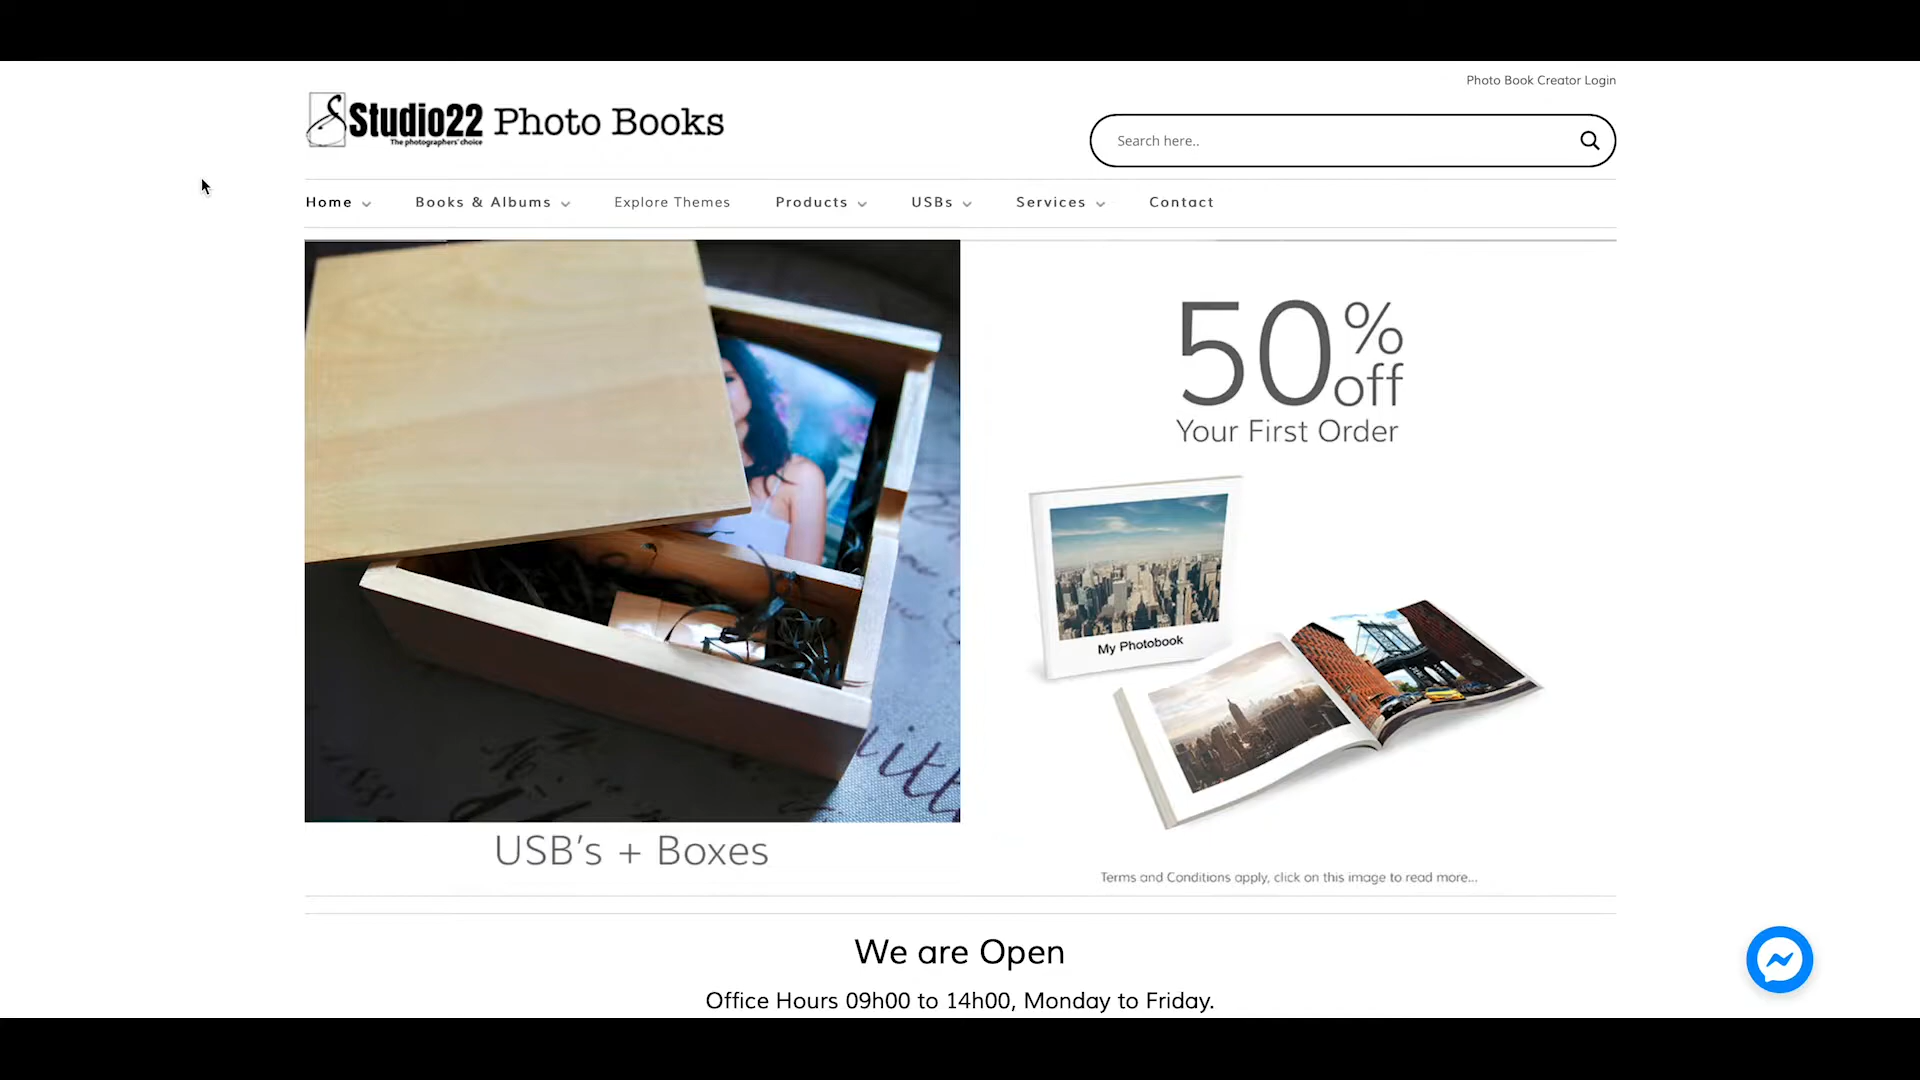 Photo Book Creator Login
Studio22 Photo Books
The photographers' choice
Search here..
Home Books & Albums Explore Themes Products USBs Services Contact
50% off
Your First Order
My Photobook
USB's + Boxes
Terms and Conditions apply, click on this image to read more...
We are Open
Office Hours 09h00 to 14h00, Monday to Friday.